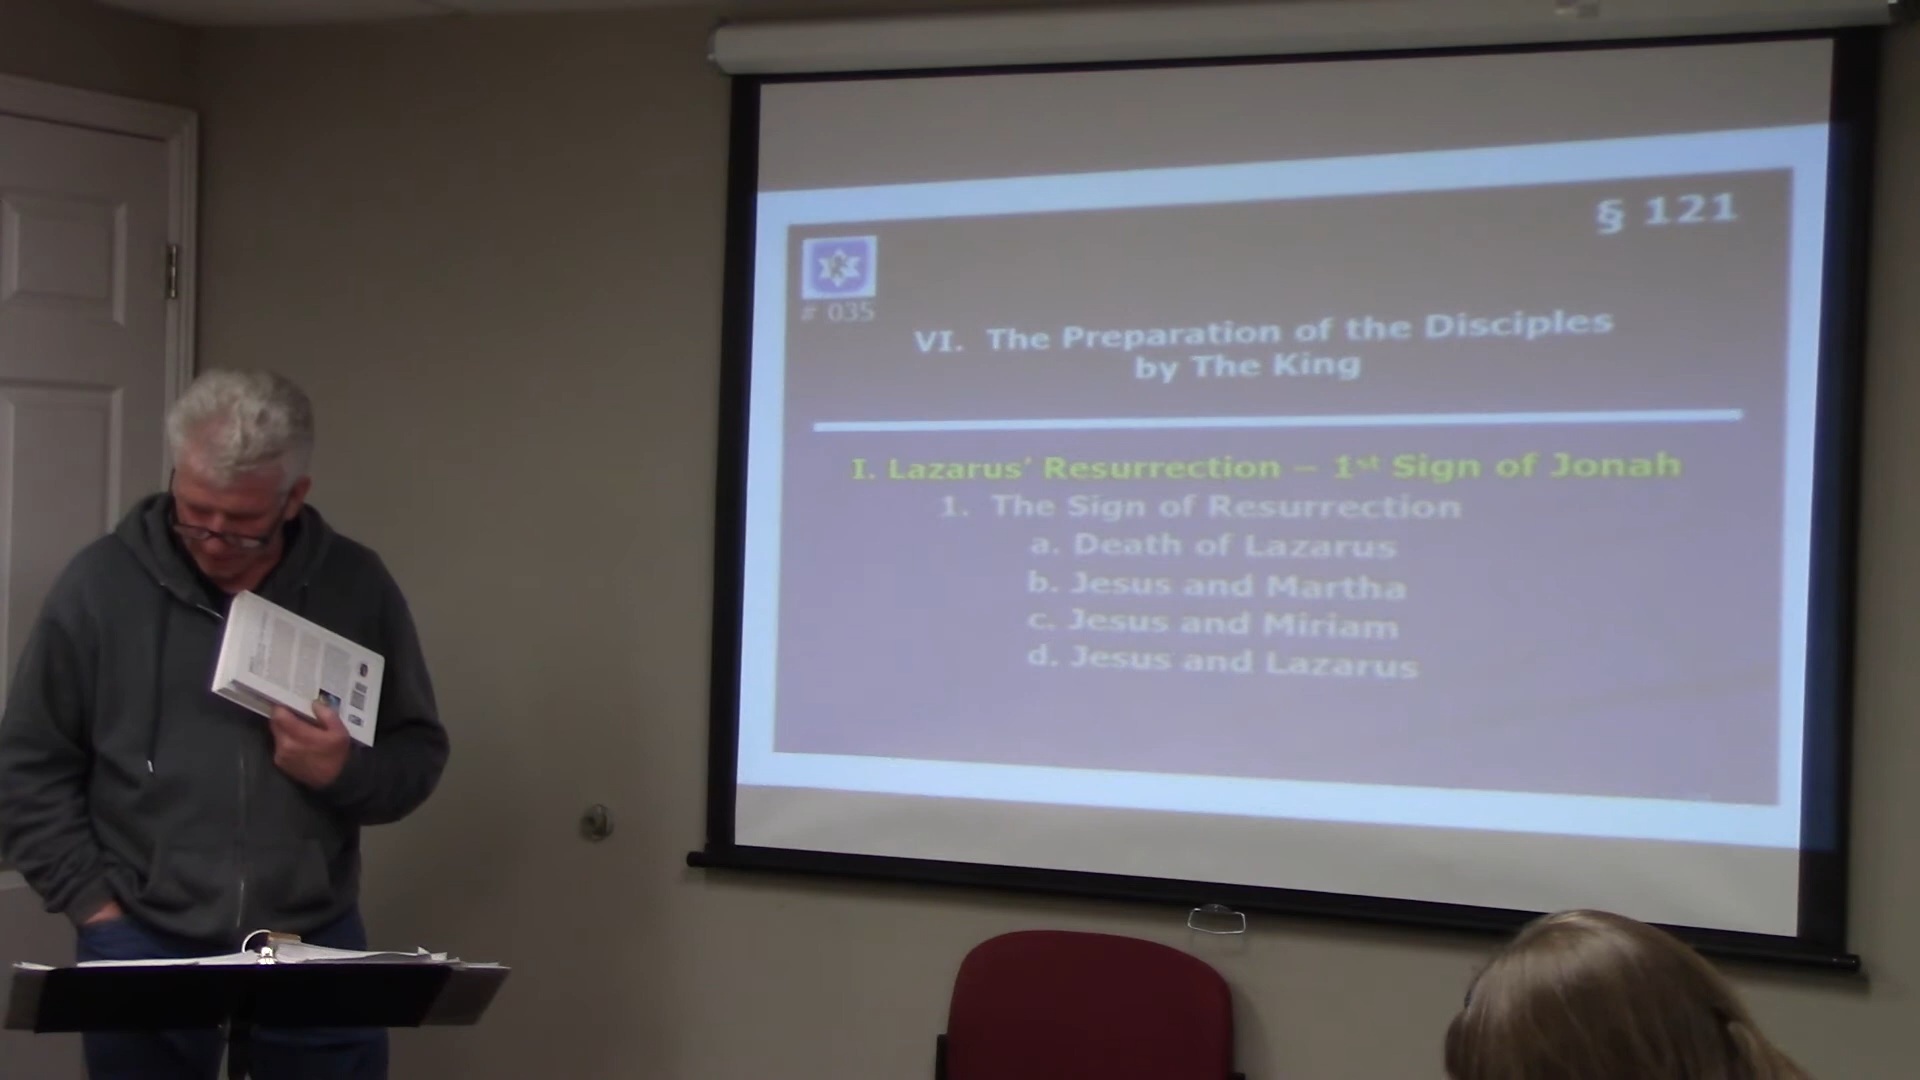 § 121
# 035
VI. The Preparation of the Disciples
by The King
I. Lazarus' Resurrection – 1st Sign of Jonah
1. The Sign of Resurrection
a. Death of Lazarus
b. Jesus and Martha
c. Jesus and Miriam
d. Jesus and Lazarus